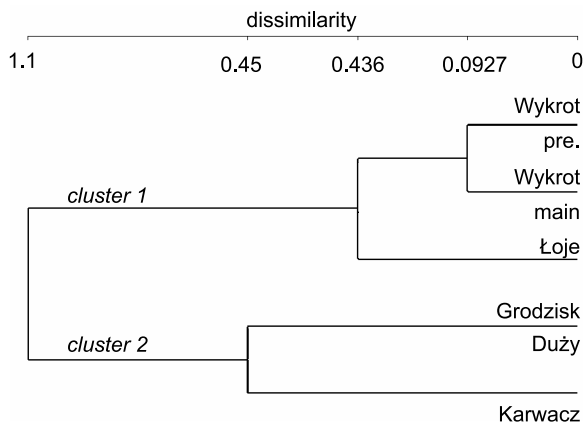 dissimilarity
1.1 0.45 0.436 0.0927 0
Wykrot
pre.
cluster 1
Wykrot
main
Łoje
Grodzisk
cluster 2
Duży
Karwacz